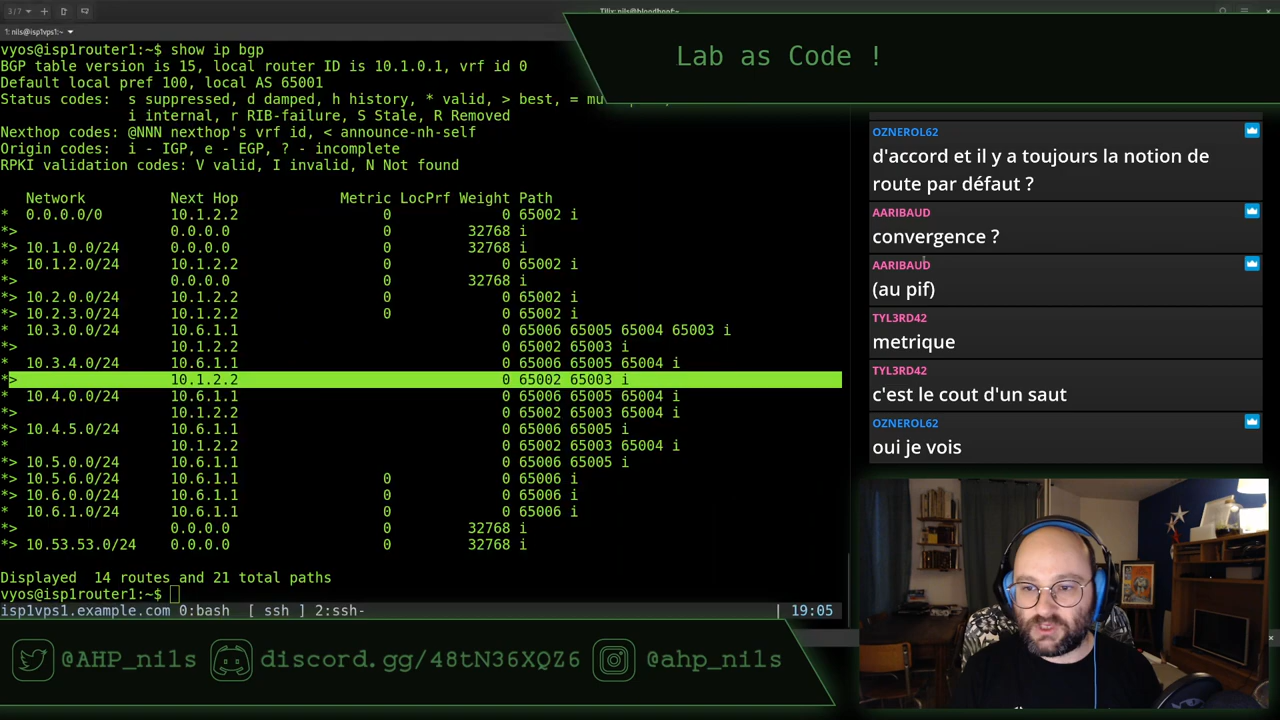 3/7
Tilix: nils@blondhopf:~
1: nils@isp1vps1:~
Lab as Code !
vyos@isp1router1:~$ show ip bgp
BGP table version is 15, local router ID is 10.1.0.1, vrf id 0
Default local pref 100, local AS 65001
Status codes:  s suppressed, d damped, h history, * valid, > best, = mu
i internal, r RIB-failure, S Stale, R Removed
Nexthop codes: @NNN nexthop's vrf id, < announce-nh-self
Origin codes:  i - IGP, e - EGP, ? - incomplete
RPKI validation codes: V valid, I invalid, N Not found
   Network          Next Hop            Metric LocPrf Weight Path
*  0.0.0.0/0        10.1.2.2                 0             0 65002 i
*>                  0.0.0.0                  0         32768 i
*> 10.1.0.0/24      0.0.0.0                  0         32768 i
*  10.1.2.0/24      10.1.2.2                 0             0 65002 i
*>                  0.0.0.0                  0         32768 i
*> 10.2.0.0/24      10.1.2.2                 0             0 65002 i
*> 10.2.3.0/24      10.1.2.2                 0             0 65002 i
*  10.3.0.0/24      10.6.1.1                               0 65006 65005 65004 65003 i
*>                  10.1.2.2                               0 65002 65003 i
*  10.3.4.0/24      10.6.1.1                               0 65006 65005 65004 i
*>                  10.1.2.2                               0 65002 65003 i
*  10.4.0.0/24      10.6.1.1                               0 65006 65005 65004 i
*>                  10.1.2.2                               0 65002 65003 65004 i
*> 10.4.5.0/24      10.6.1.1                               0 65006 65005 i
*                   10.1.2.2                               0 65002 65003 65004 i
*> 10.5.0.0/24      10.6.1.1                               0 65006 65005 i
*> 10.5.6.0/24      10.6.1.1                 0             0 65006 i
*> 10.6.0.0/24      10.6.1.1                 0             0 65006 i
*  10.6.1.0/24      10.6.1.1                 0             0 65006 i
*>                  0.0.0.0                  0         32768 i
*> 10.53.53.0/24    0.0.0.0                  0         32768 i
Displayed  14 routes and 21 total paths
vyos@isp1router1:~$
isp1vps1.example.com 0:bash  [ ssh ] 2:ssh-
| 19:05
OZNEROL62
d'accord et il y a toujours la notion de
route par défaut ?
AARIBAUD
convergence ?
AARIBAUD
(au pif)
TYL3RD42
metrique
TYL3RD42
c'est le cout d'un saut
OZNEROL62
oui je vois
@AHP_nils
discord.gg/48tN36XQZ6
@ahp_nils